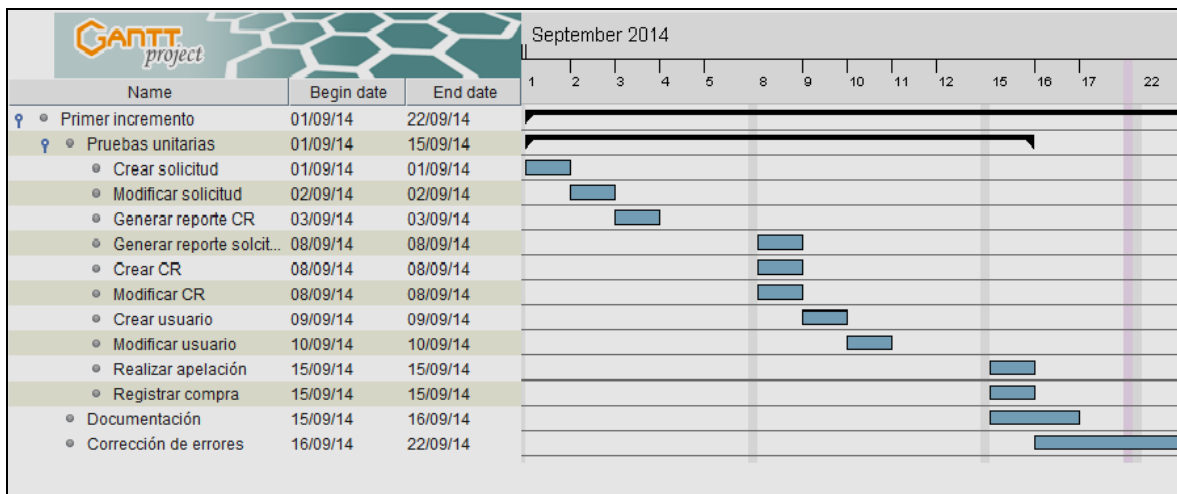 GANTT
project
September 2014
Name Begin date End date 1 2 3 4 5 8 9 10 11 12 15 16 17 22
Primer incremento 01/09/14 22/09/14
Pruebas unitarias 01/09/14 15/09/14
Crear solicitud 01/09/14 01/09/14
Modificar solicitud 02/09/14 02/09/14
Generar reporte CR 03/09/14 03/09/14
Generar reporte solcit... 08/09/14 08/09/14
Crear CR 08/09/14 08/09/14
Modificar CR 08/09/14 08/09/14
Crear usuario 09/09/14 09/09/14
Modificar usuario 10/09/14 10/09/14
Realizar apelación 15/09/14 15/09/14
Registrar compra 15/09/14 15/09/14
Documentación 15/09/14 16/09/14
Corrección de errores 16/09/14 22/09/14